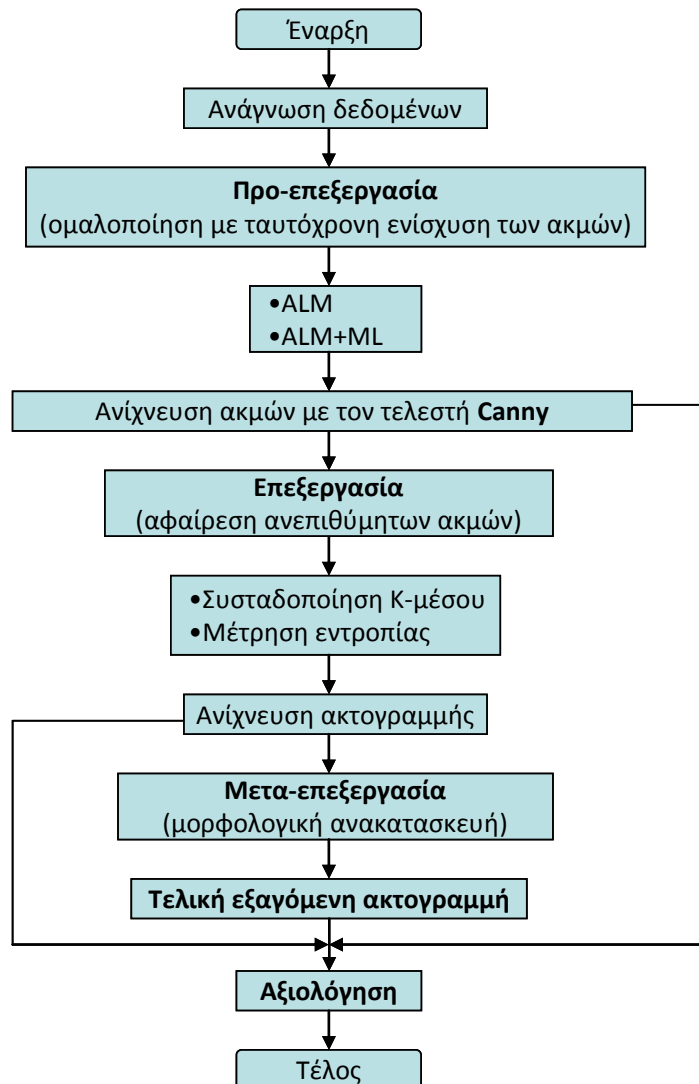 Έναρξη
Ανάγνωση δεδομένων
Προ-επεξεργασία
(ομαλοποίηση με ταυτόχρονη ενίσχυση των ακμών)
•ALM
•ALM+ML
Ανίχνευση ακμών με τον τελεστή Canny
Επεξεργασία
(αφαίρεση ανεπιθύμητων ακμών)
•Συσταδοποίηση Κ-μέσου
•Μέτρηση εντροπίας
Ανίχνευση ακτογραμμής
Μετα-επεξεργασία
(μορφολογική ανακατασκευή)
Τελική εξαγόμενη ακτογραμμή
Αξιολόγηση
Τέλος